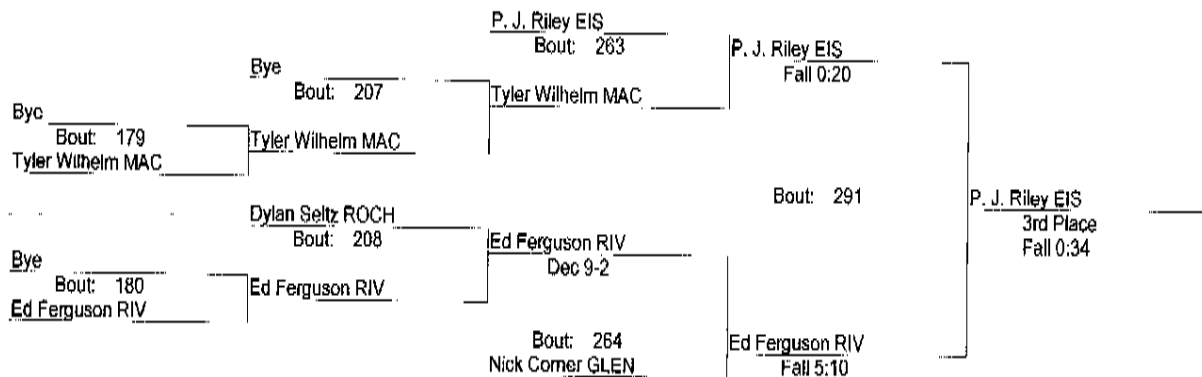 P. J. Riley EIS
Bout: 263
P. J. Riley EIS
Fall 0:20
Bye
Bout: 207
Tyler Wilhelm MAC
Bye
Bout: 179
Tyler Wilhelm MAC
Tyler Wilhelm MAC
Bout: 291
P. J. Riley EIS
3rd Place
Fall 0:34
Dylan Seltz ROCH
Bout: 208
Ed Ferguson RIV
Dec 9-2
Bye
Bout: 180
Ed Ferguson RIV
Ed Ferguson RIV
Bout: 264
Nick Comer GLEN
Ed Ferguson RIV
Fall 5:10